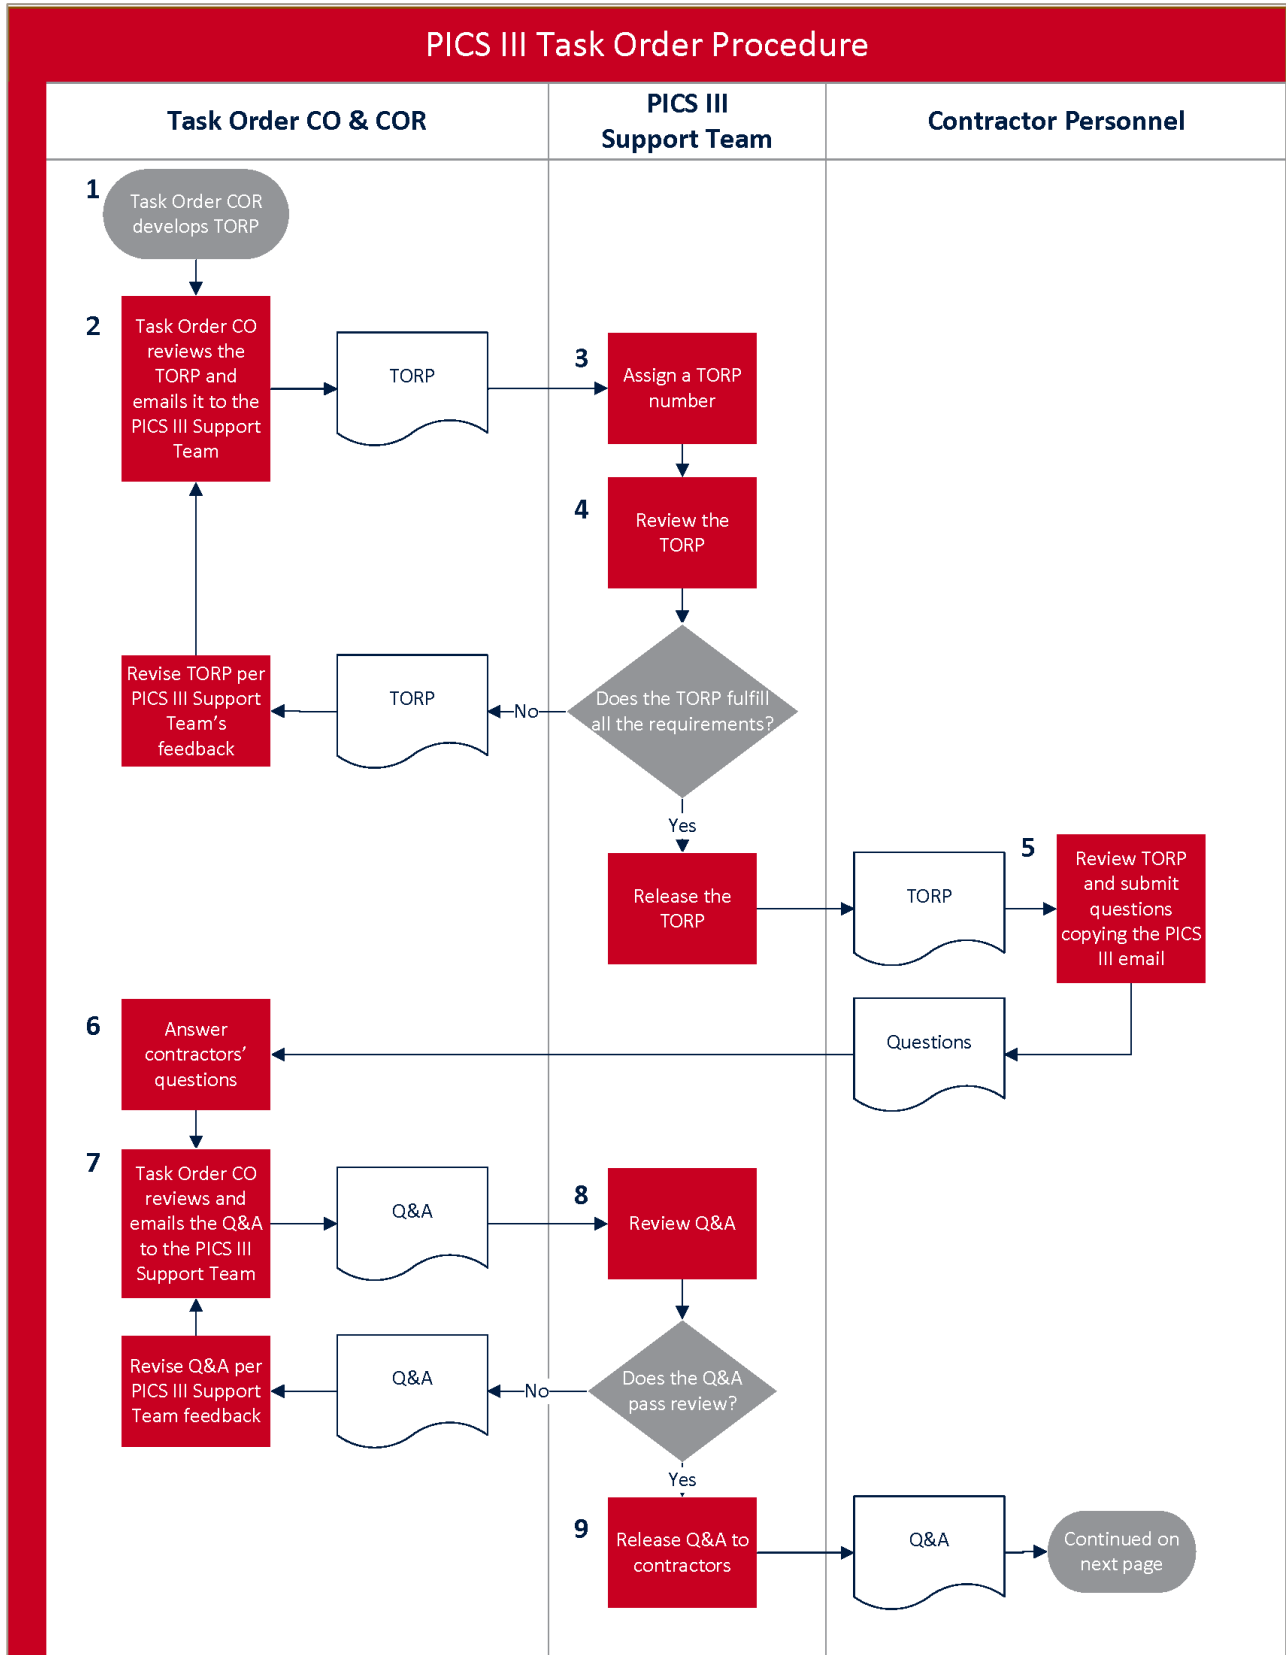 PICS III Task Order Procedure
Task Order CO & COR
PICS III
Support Team
Contractor Personnel
1
Task Order COR
develops TORP
2
Task Order CO
reviews the
TORP and
emails it to the
PICS III Support
Team
TORP
3
Assign a TORP
number
4
Review the
TORP
Does the TORP fulfill
all the requirements?
No
TORP
Revise TORP per
PICS III Support
Team's
feedback
Yes
Release the
TORP
TORP
5
Review TORP
and submit
questions
copying the PICS
III email
Questions
6
Answer
contractors'
questions
7
Task Order CO
reviews and
emails the Q&A
to the PICS III
Support Team
Q&A
8
Review Q&A
Does the Q&A
pass review?
No
Q&A
Revise Q&A per
PICS III Support
Team feedback
Yes
9
Release Q&A to
contractors
Q&A
Continued on
next page